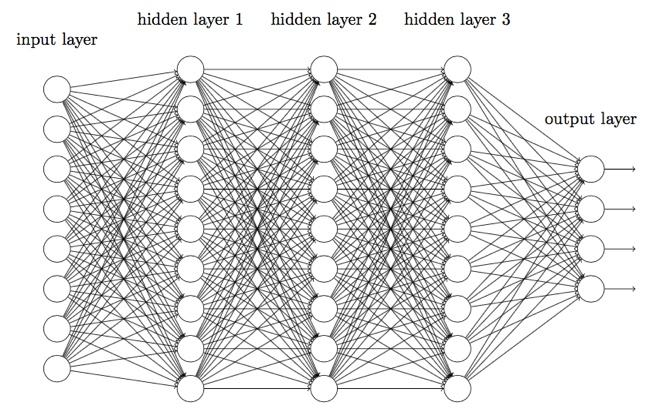 hidden layer 1
hidden layer 2
hidden layer 3
input layer
output layer